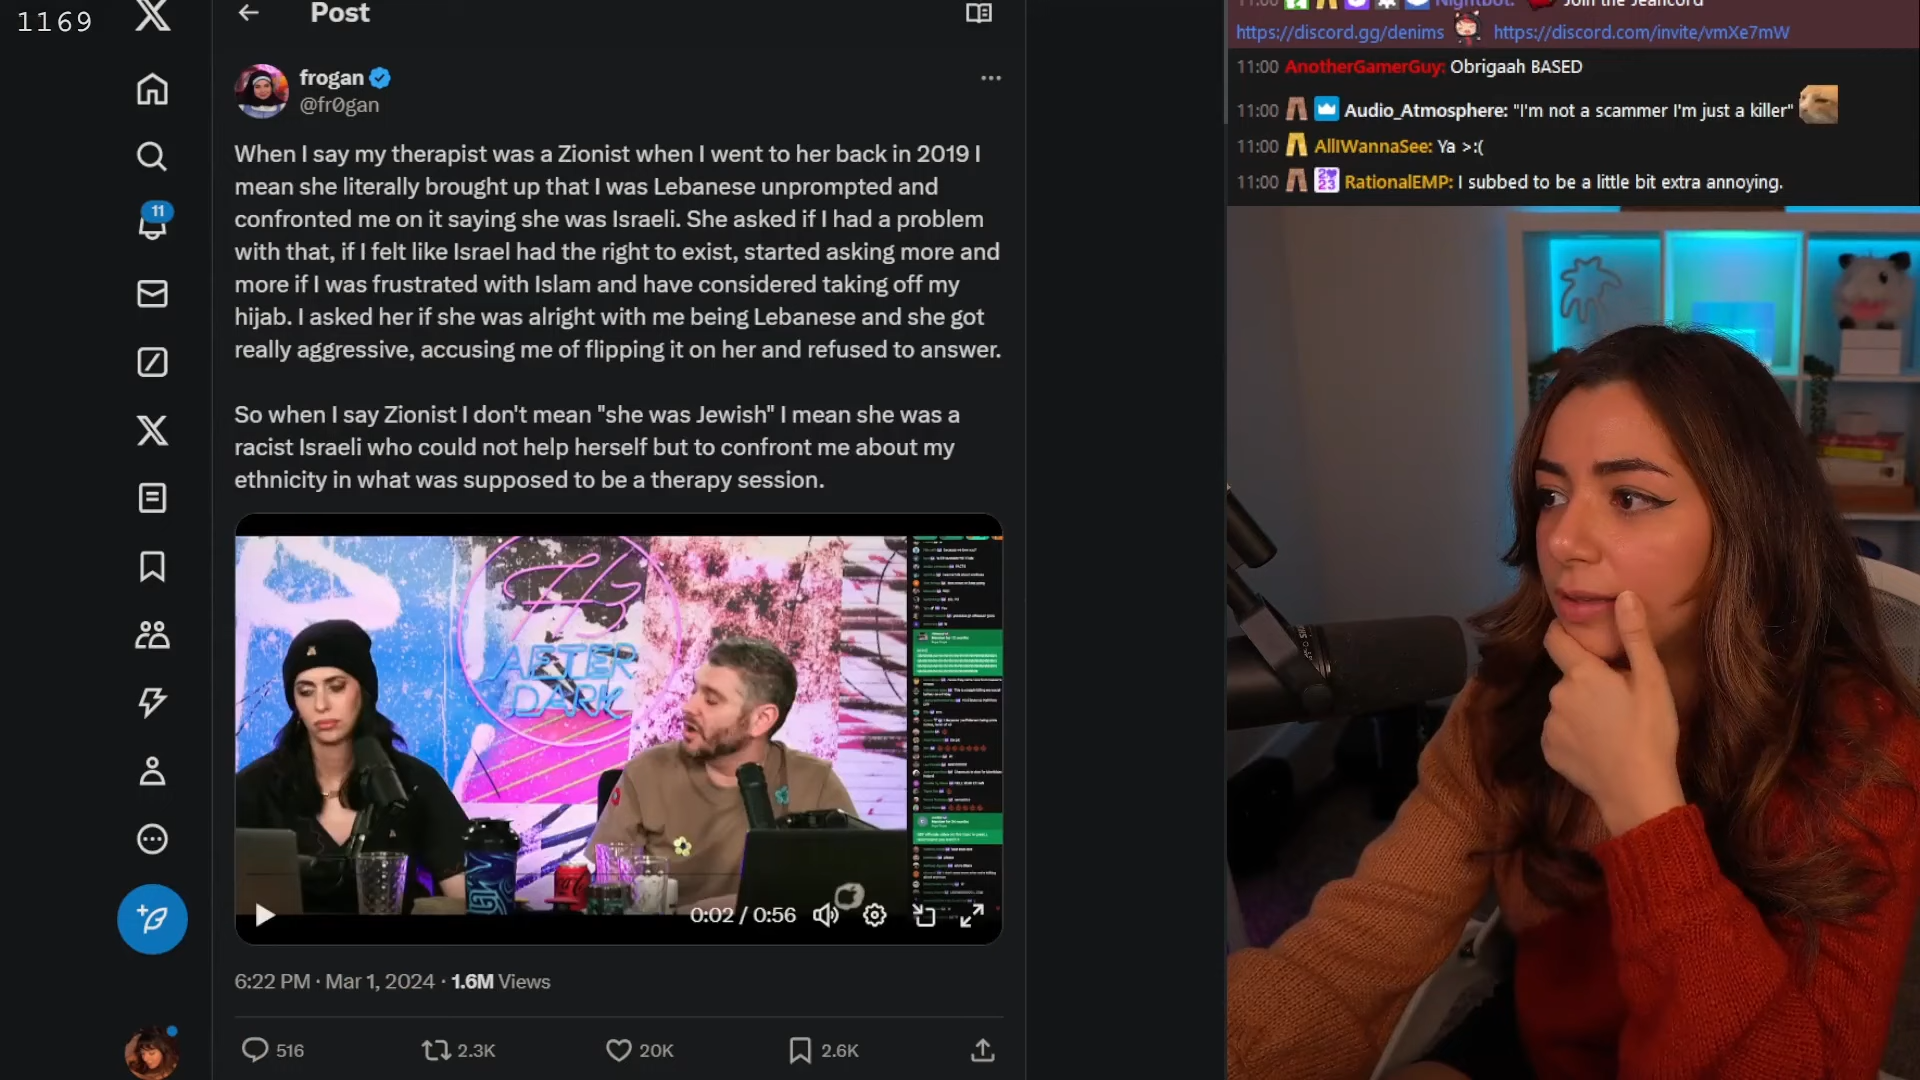 1169
Post
frogan
@fr0gan
When I say my therapist was a Zionist when I went to her back in 2019 I
mean she literally brought up that I was Lebanese unprompted and
confronted me on it saying she was Israeli. She asked if I had a problem
with that, if I felt like Israel had the right to exist, started asking more and
more if I was frustrated with Islam and have considered taking off my
hijab. I asked her if she was alright with me being Lebanese and she got
really aggressive, accusing me of flipping it on her and refused to answer.
So when I say Zionist I don't mean "she was Jewish" I mean she was a
racist Israeli who could not help herself but to confront me about my
ethnicity in what was supposed to be a therapy session.
11
H3
AFTER
DARK
0:02 / 0:56
6:22 PM · Mar 1, 2024 · 1.6M Views
516
2.3K
20K
2.6K
11:00 Nightbot: Join the Jeancord
https://discord.gg/denims https://discord.com/invite/vmXe7mW
11:00 AnotherGamerGuy: Obrigaah BASED
11:00 Audio_Atmosphere: "I'm not a scammer I'm just a killer"
11:00 AllIWannaSee: Ya >:(
11:00 RationalEMP: I subbed to be a little bit extra annoying.